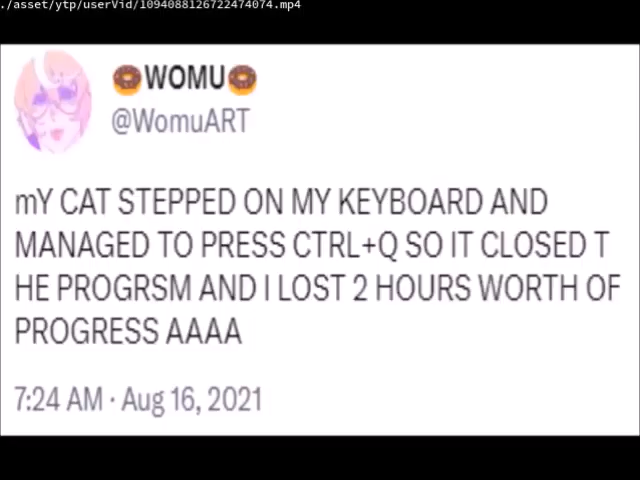 ./asset/ytp/userVid/1094088126722474074.mp4
🍩WOMU🍩
@WomuART
mY CAT STEPPED ON MY KEYBOARD AND
MANAGED TO PRESS CTRL+Q SO IT CLOSED T
HE PROGRSM AND I LOST 2 HOURS WORTH OF
PROGRESS AAAA
7:24 AM · Aug 16, 2021